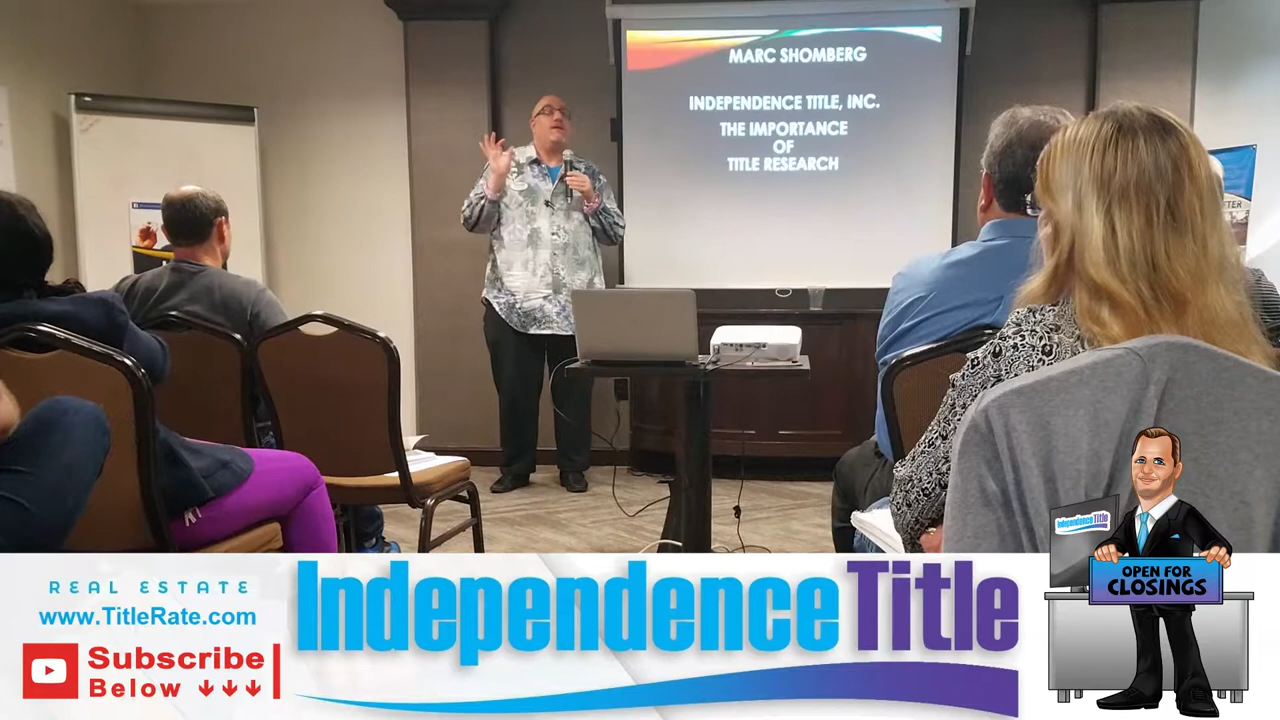 MARC SHOMBERG
INDEPENDENCE TITLE, INC.
THE IMPORTANCE
OF
TITLE RESEARCH
REAL ESTATE
www.TitleRate.com
Subscribe
Below ↓↓↓
Independence Title
IndependenceTitle
OPEN FOR
CLOSINGS